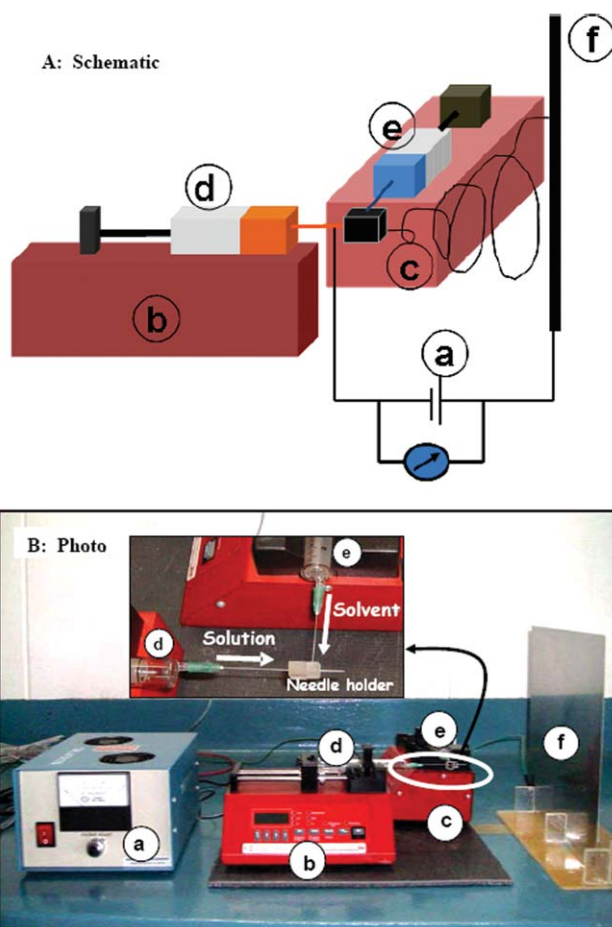 A: Schematic
f
e
d
c
b
a
B: Photo
e
Solvent
d
Solution
Needle holder
e
d
f
c
a
b